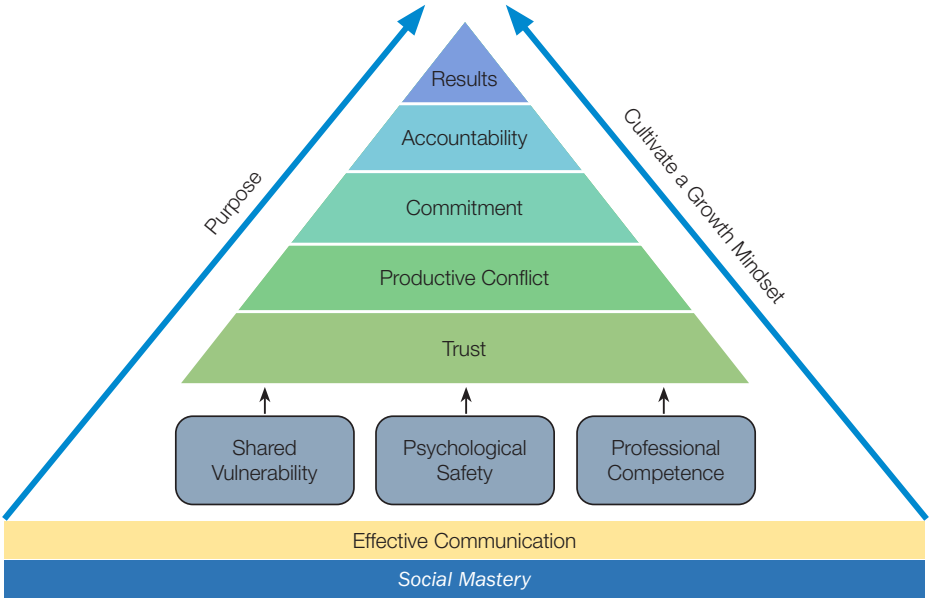 Results
Accountability
Commitment
Productive Conflict
Trust
Purpose
Cultivate a Growth Mindset
Shared
Vulnerability
Psychological
Safety
Professional
Competence
Effective Communication
Social Mastery